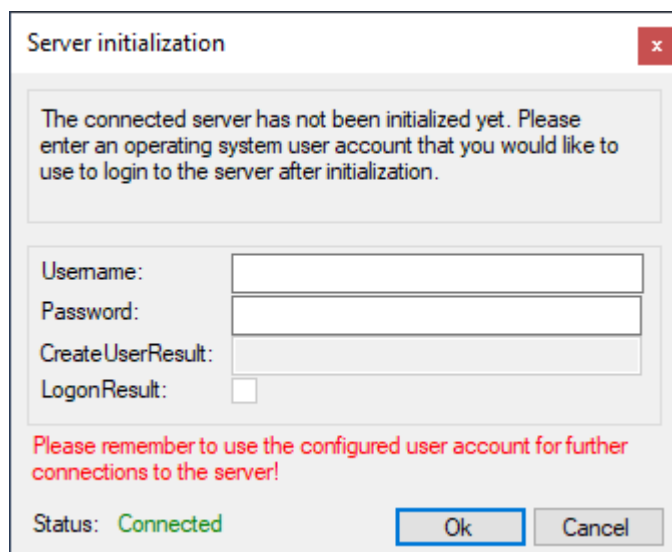 Server initialization
x
The connected server has not been initialized yet. Please
enter an operating system user account that you would like to
use to login to the server after initialization.
Username:
Password:
CreateUserResult:
LogonResult:
Please remember to use the configured user account for further
connections to the server!
Status: Connected
Ok
Cancel